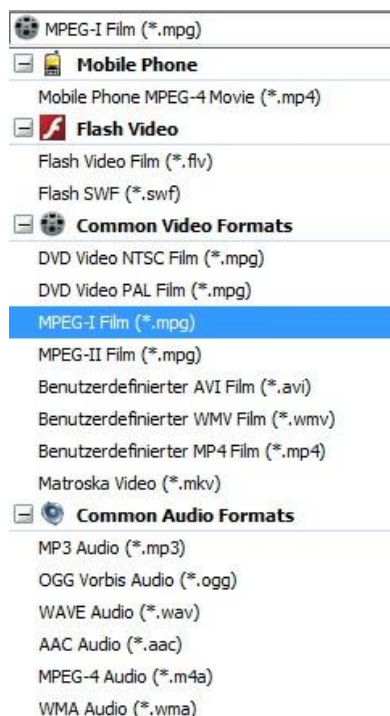 MPEG-I Film (*.mpg)
Mobile Phone
Mobile Phone MPEG-4 Movie (*.mp4)
Flash Video
Flash Video Film (*.flv)
Flash SWF (*.swf)
Common Video Formats
DVD Video NTSC Film (*.mpg)
DVD Video PAL Film (*.mpg)
MPEG-I Film (*.mpg)
MPEG-II Film (*.mpg)
Benutzerdefinierter AVI Film (*.avi)
Benutzerdefinierter WMV Film (*.wmv)
Benutzerdefinierter MP4 Film (*.mp4)
Matroska Video (*.mkv)
Common Audio Formats
MP3 Audio (*.mp3)
OGG Vorbis Audio (*.ogg)
WAVE Audio (*.wav)
AAC Audio (*.aac)
MPEG-4 Audio (*.m4a)
WMA Audio (*.wma)